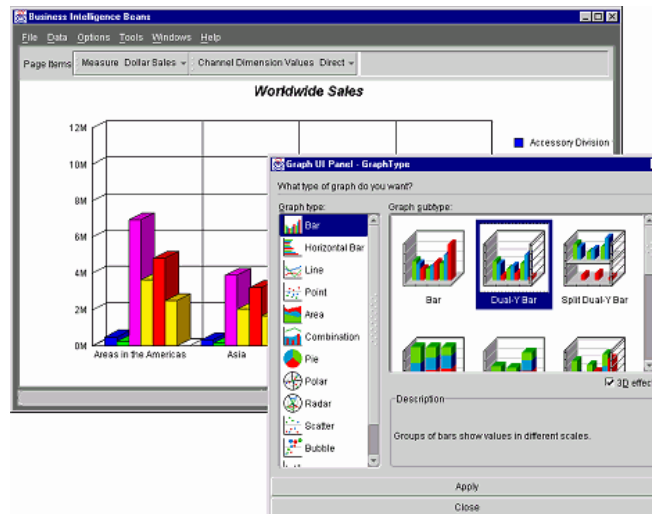 Business Intelligence Beans
File Data Options Tools Windows Help
Page Items Measure Dollar Sales Channel Dimension Values Direct
Worldwide Sales
12M
10M
8M
6M
4M
2M
0M
Areas in the Americas Asia
Accessory Division
Graph UI Panel - GraphType
What type of graph do you want?
Graph type:
Bar
Horizontal Bar
Line
Point
Area
Combination
Pie
Polar
Radar
Scatter
Bubble
Graph subtype:
Bar Dual-Y Bar Split Dual-Y Bar
3D effec
Description
Groups of bars show values in different scales.
Apply
Close